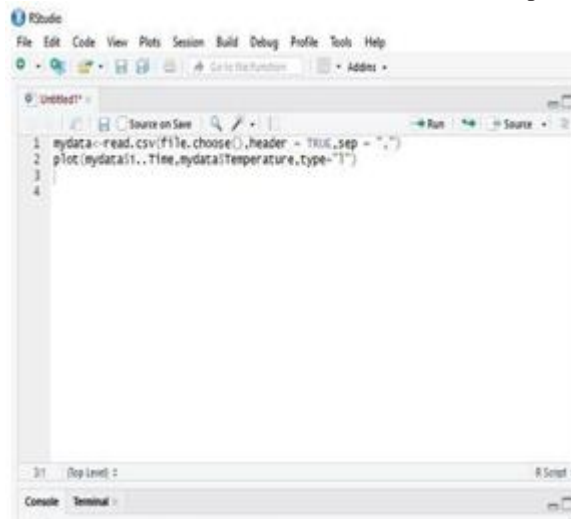 RStudio
File Edit Code View Plots Session Build Debug Profile Tools Help
Go to file/function Addins
Untitled1*
Source on Save Run Source
1 mydata<-read.csv(file.choose(),header = TRUE,sep = ",")
2 plot(mydata$Time,mydata$Temperature,type="l")
3
4
3:1 (Top Level) R Script
Console Terminal